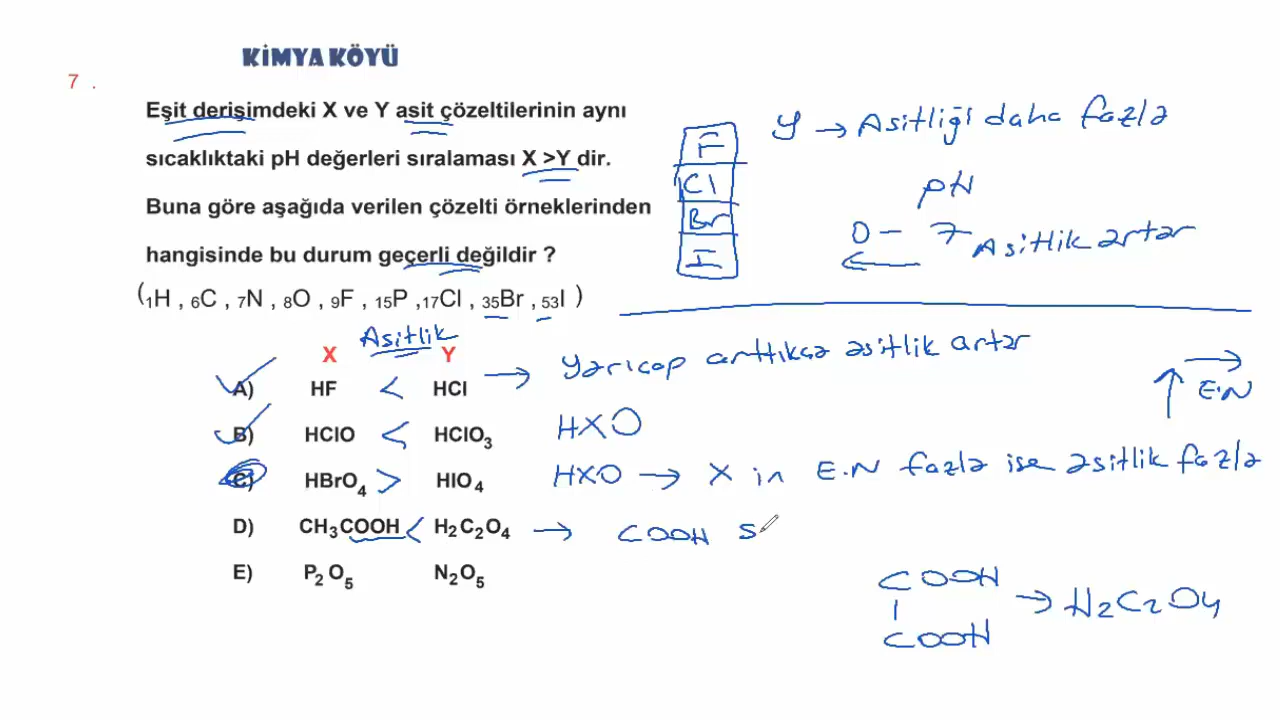 KİMYA KÖYÜ
7 .
Eşit derişimdeki X ve Y asit çözeltilerinin aynı
sıcaklıktaki pH değerleri sıralaması X >Y dir.
Buna göre aşağıda verilen çözelti örneklerinden
hangisinde bu durum geçerli değildir ?
(₁H , ₆C , ₇N , ₈O , ₉F , ₁₅P ,₁₇Cl , ₃₅Br , ₅₃I )
Asitlik
X Y
A) HF < HCl
B) HClO < HClO₃
C) HBrO₄ > HIO₄
D) CH₃COOH < H₂C₂O₄
E) P₂O₅ N₂O₅
F
Cl
Br
I
Y → Asitliği daha fazla
pH
0 - 7 Asitlik artar
→ Yarıçap arttıkça asitlik artar
E.N
HXO
HXO → X in E.N fazla ise asitlik fazla
→ COOH s
COOH
COOH
→ H₂C₂O₄